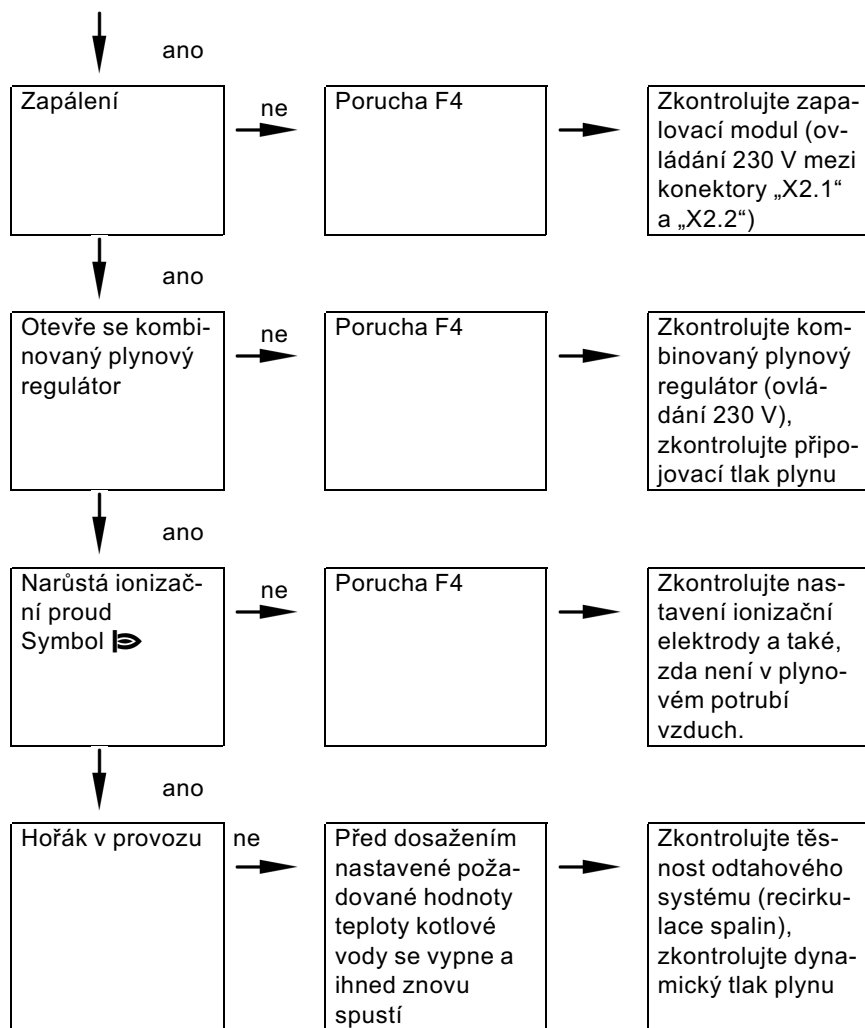 ano
Zapálení
ne
Porucha F4
Zkontrolujte zapa-
lovací modul (ov-
ládání 230 V mezi
konektory „X2.1“
a „X2.2“)
ano
Otevře se kombi-
novaný plynový
regulátor
ne
Porucha F4
Zkontrolujte kom-
binovaný plynový
regulátor (ovlá-
dání 230 V),
zkontrolujte připo-
jovací tlak plynu
ano
Narůstá ionizač-
ní proud
Symbol
ne
Porucha F4
Zkontrolujte nas-
tavení ionizační
elektrody a také,
zda není v plyno-
vém potrubí
vzduch.
ano
Hořák v provozu
ne
Před dosažením
nastavené poža-
dované hodnoty
teploty kotlové
vody se vypne a
ihned znovu
spustí
Zkontrolujte těs-
nost odtahového
systému (recirku-
lace spalin),
zkontrolujte dyna-
mický tlak plynu